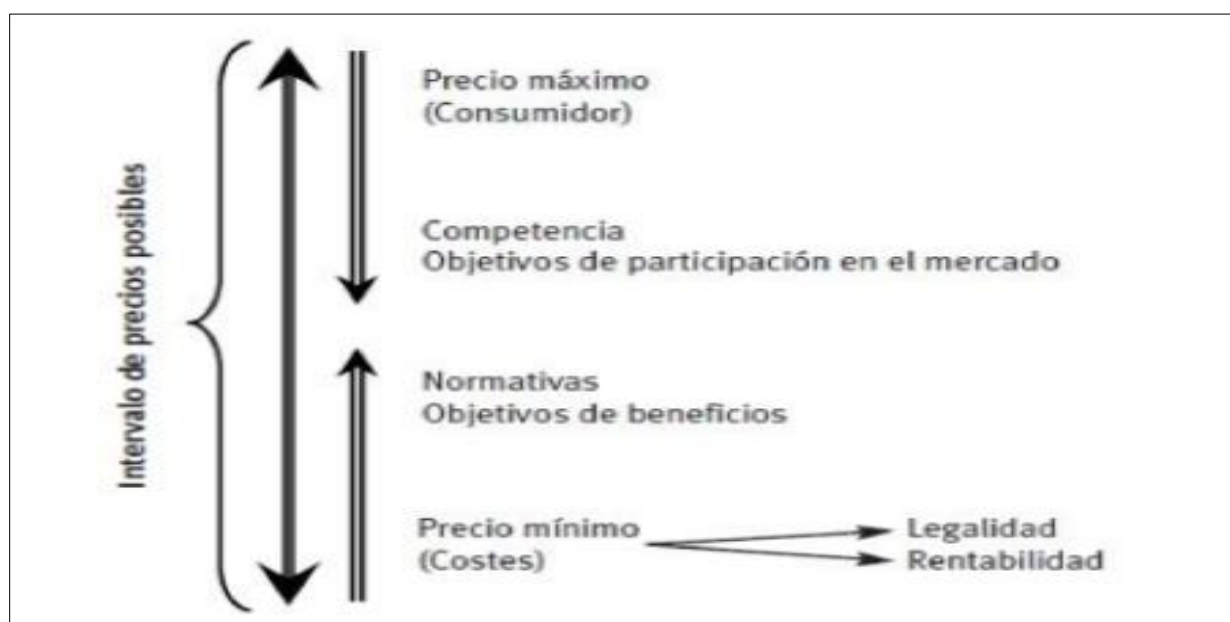 Intervalo de precios posibles
Precio máximo
(Consumidor)
Competencia
Objetivos de participación en el mercado
Normativas
Objetivos de beneficios
Precio mínimo
(Costes)
Legalidad
Rentabilidad